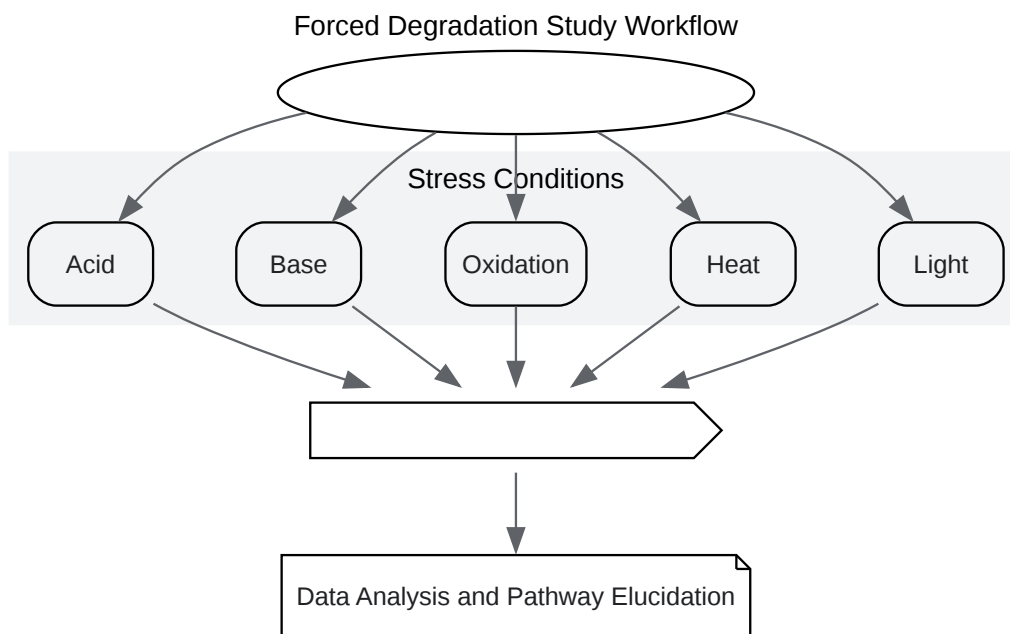 Forced Degradation Study Workflow
Stress Conditions
Acid
Base
Oxidation
Heat
Light
Data Analysis and Pathway Elucidation